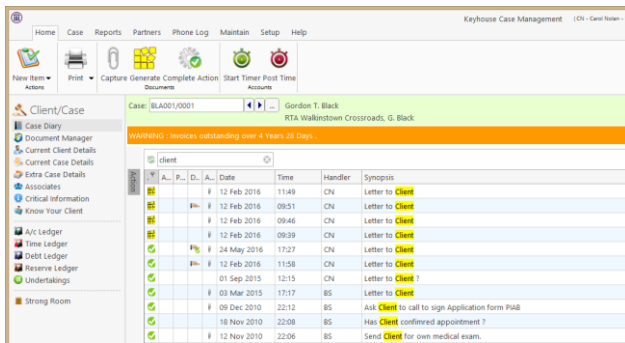 Keyhouse Case Management (CN - Carol Nolan -
Home Case Reports Partners Phone Log Maintain Setup Help
New Item Print Capture Generate Complete Action Start Timer Post Time
Actions Documents Accounts
Client/Case
Case Diary
Document Manager
Current Client Details
Current Case Details
Extra Case Details
Associates
Critical Information
Know Your Client
A/c Ledger
Time Ledger
Debt Ledger
Reserve Ledger
Undertakings
Strong Room
Case: BLA001/0001 ... Gordon T. Black
RTA Walkinstown Crossroads, G. Black
WARNING : Invoices outstanding over 4 Years 28 Days .
client
Action
A... P... D.. A... Date Time Handler Synopsis
12 Feb 2016 11:49 CN Letter to Client
12 Feb 2016 09:51 CN Letter to Client
12 Feb 2016 09:46 CN Letter to Client
12 Feb 2016 09:39 CN Letter to Client
24 May 2016 17:27 CN Letter to Client
12 Feb 2016 11:58 CN Letter to Client
01 Sep 2015 12:15 CN Letter to Client ?
03 Mar 2015 17:17 BS Letter to Client
09 Dec 2010 22:12 BS Ask Client to call to sign Application form PIAB
18 Nov 2010 22:08 BS Has Client confimred appointment ?
12 Nov 2010 22:06 BS Send Client for own medical exam.